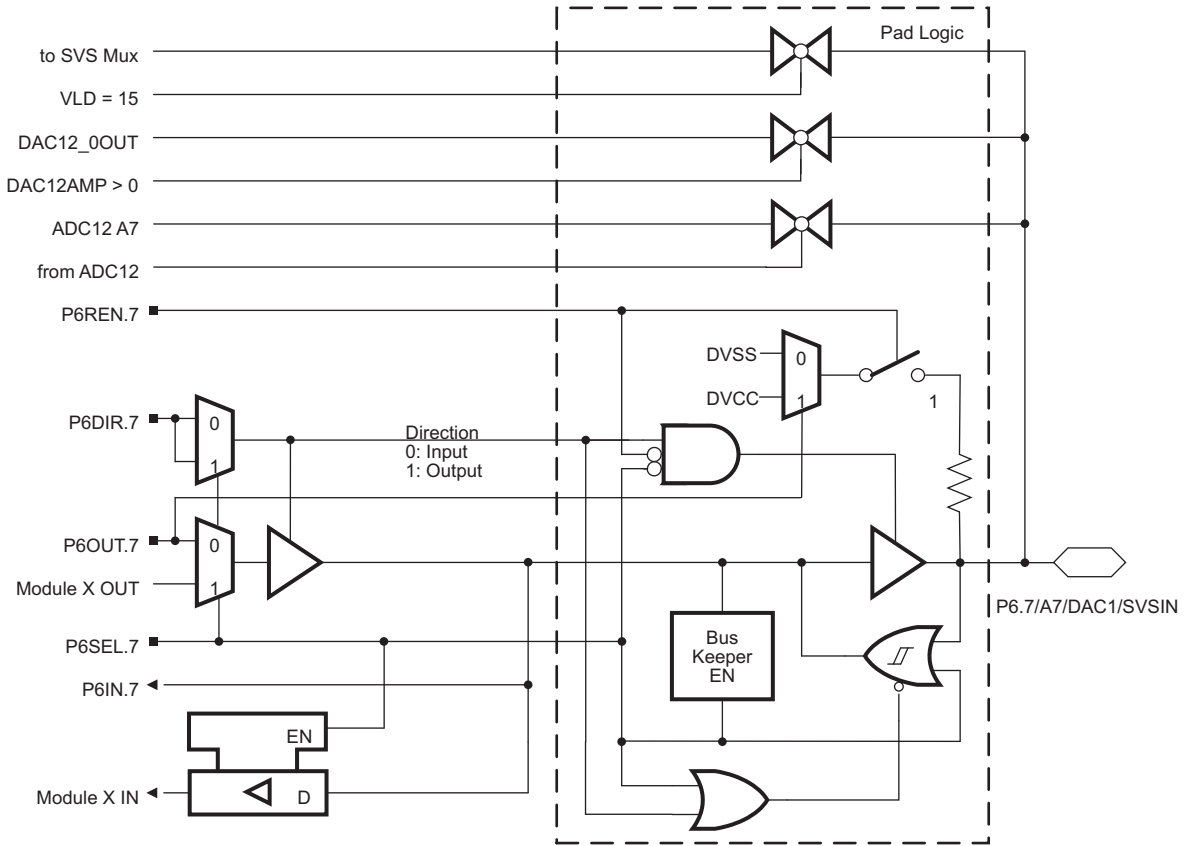 Pad Logic
to SVS Mux
VLD = 15
DAC12_0OUT
DAC12AMP > 0
ADC12 A7
from ADC12
P6REN.7
DVSS
0
DVCC
1
1
P6DIR.7
0
1
Direction
0: Input
1: Output
P6OUT.7
0
Module X OUT
1
P6.7/A7/DAC1/SVSIN
P6SEL.7
Bus
Keeper
EN
P6IN.7
EN
Module X IN
D